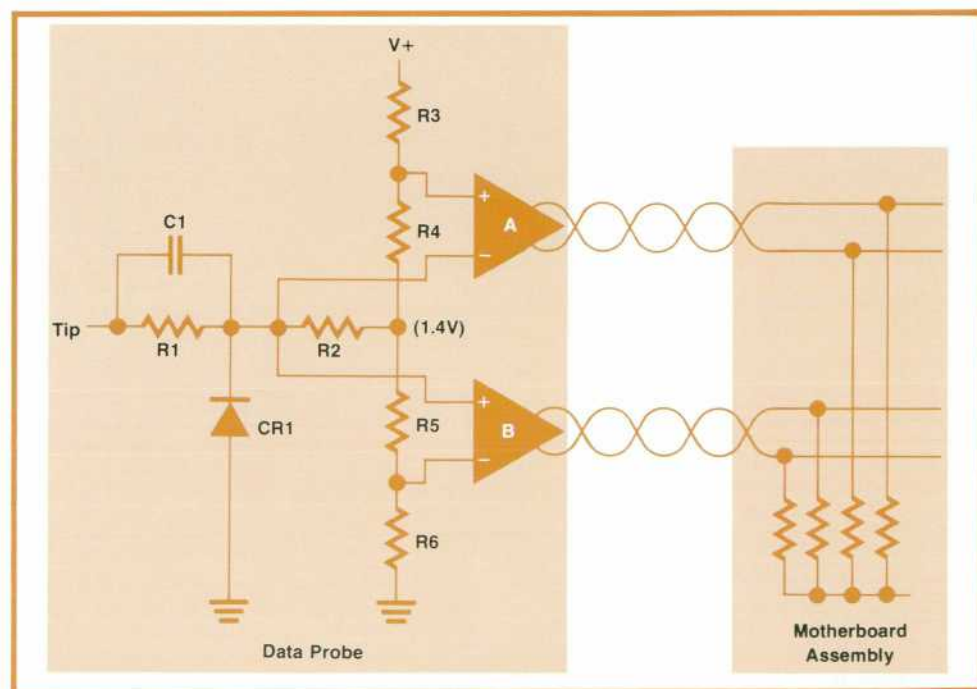 V+
R3
C1
+
A
R4
−
Tip
R1
R2
(1.4V)
+
R5
B
CR1
−
R6
Data Probe
Motherboard
Assembly